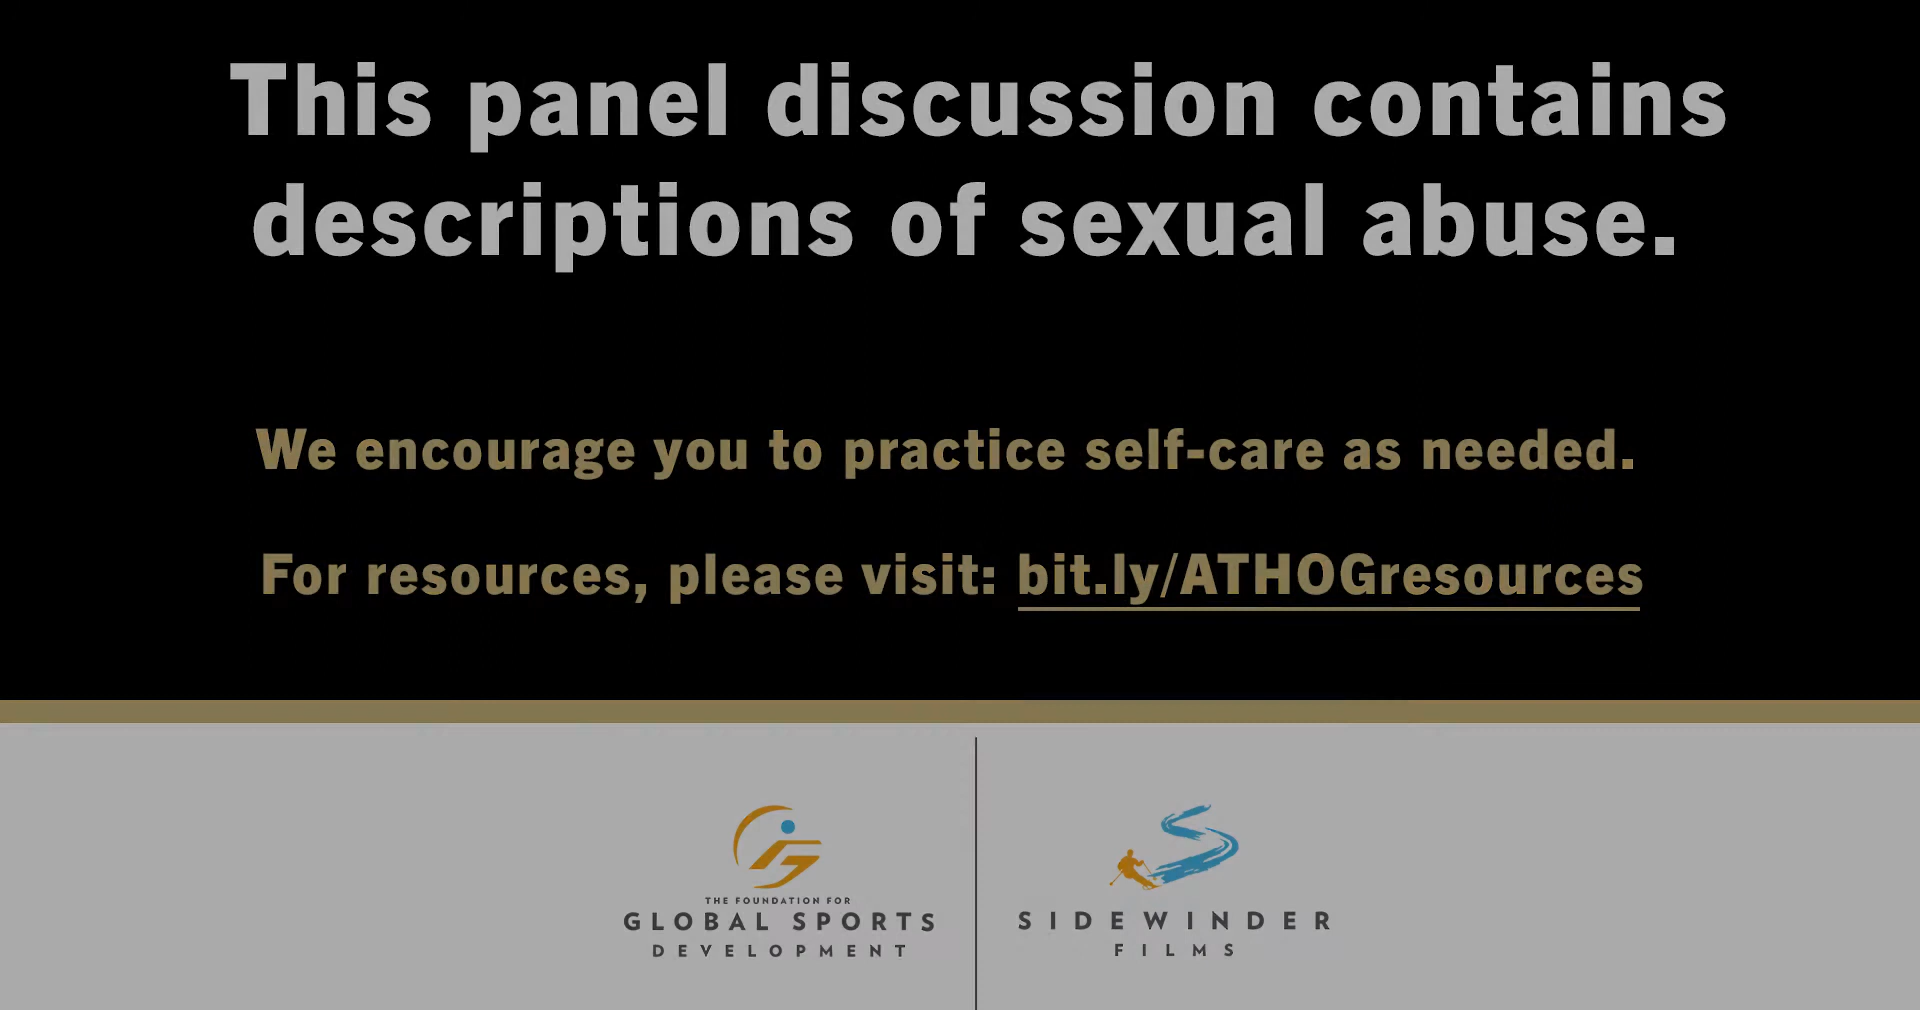 This panel discussion contains
descriptions of sexual abuse.
We encourage you to practice self-care as needed.
For resources, please visit: bit.ly/ATHOGresources
THE FOUNDATION FOR
GLOBAL SPORTS
DEVELOPMENT
SIDEWINDER
FILMS